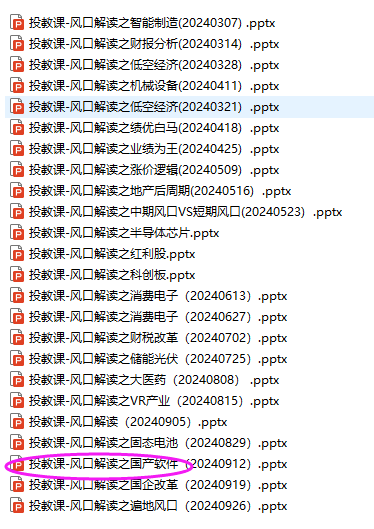 投教课-风口解读之智能制造(20240307) .pptx
投教课-风口解读之财报分析(20240314）.pptx
投教课-风口解读之低空经济(20240328）.pptx
投教课-风口解读之机械设备(20240411）.pptx
投教课-风口解读之低空经济(20240321）.pptx
投教课-风口解读之绩优白马(20240418）.pptx
投教课-风口解读之业绩为王(20240425）.pptx
投教课-风口解读之涨价逻辑(20240509）.pptx
投教课-风口解读之地产后周期(20240516）.pptx
投教课-风口解读之中期风口VS短期风口(20240523）.pptx
投教课-风口解读之半导体芯片.pptx
投教课-风口解读之红利股.pptx
投教课-风口解读之科创板.pptx
投教课-风口解读之消费电子（20240613）.pptx
投教课-风口解读之消费电子（20240627）.pptx
投教课-风口解读之财税改革（20240702）.pptx
投教课-风口解读之储能光伏（20240725）.pptx
投教课-风口解读之大医药（20240808）.pptx
投教课-风口解读之VR产业（20240815）.pptx
投教课-风口解读（20240905）.pptx
投教课-风口解读之固态电池（20240829）.pptx
投教课-风口解读之国产软件（20240912）.pptx
投教课-风口解读之国企改革（20240919）.pptx
投教课-风口解读之遍地风口（20240926）.pptx